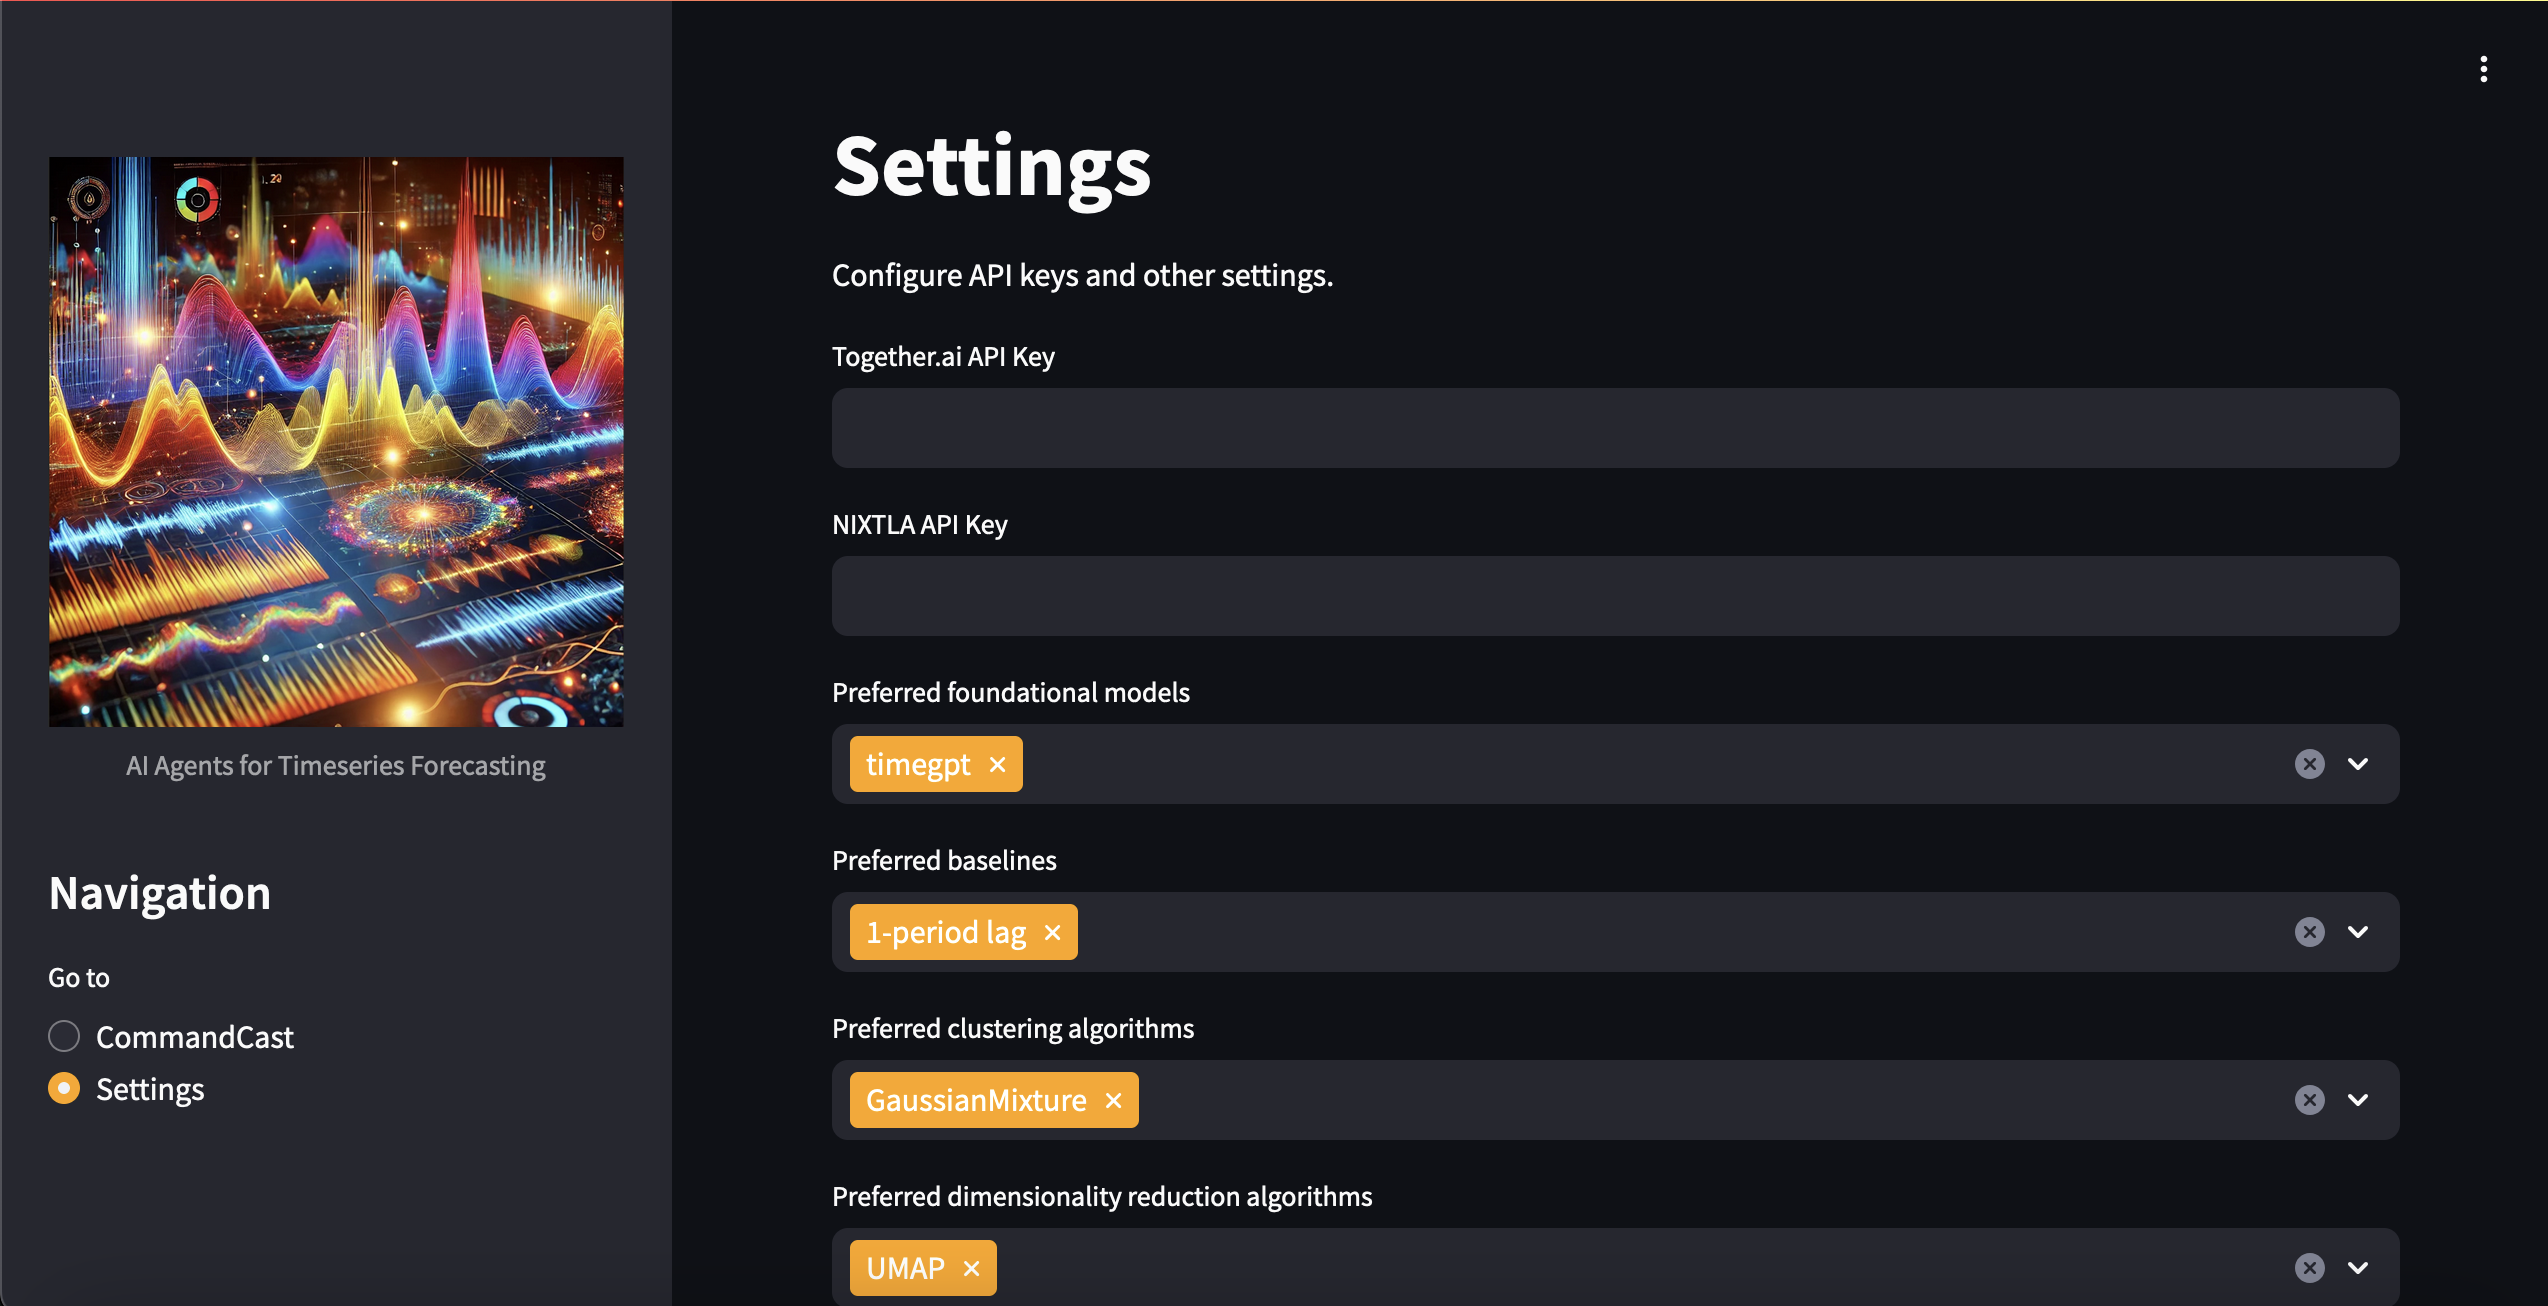 AI Agents for Timeseries Forecasting
Navigation
Go to
CommandCast
Settings
Settings
Configure API keys and other settings.
Together.ai API Key
NIXTLA API Key
Preferred foundational models
timegpt
Preferred baselines
1-period lag
Preferred clustering algorithms
GaussianMixture
Preferred dimensionality reduction algorithms
UMAP